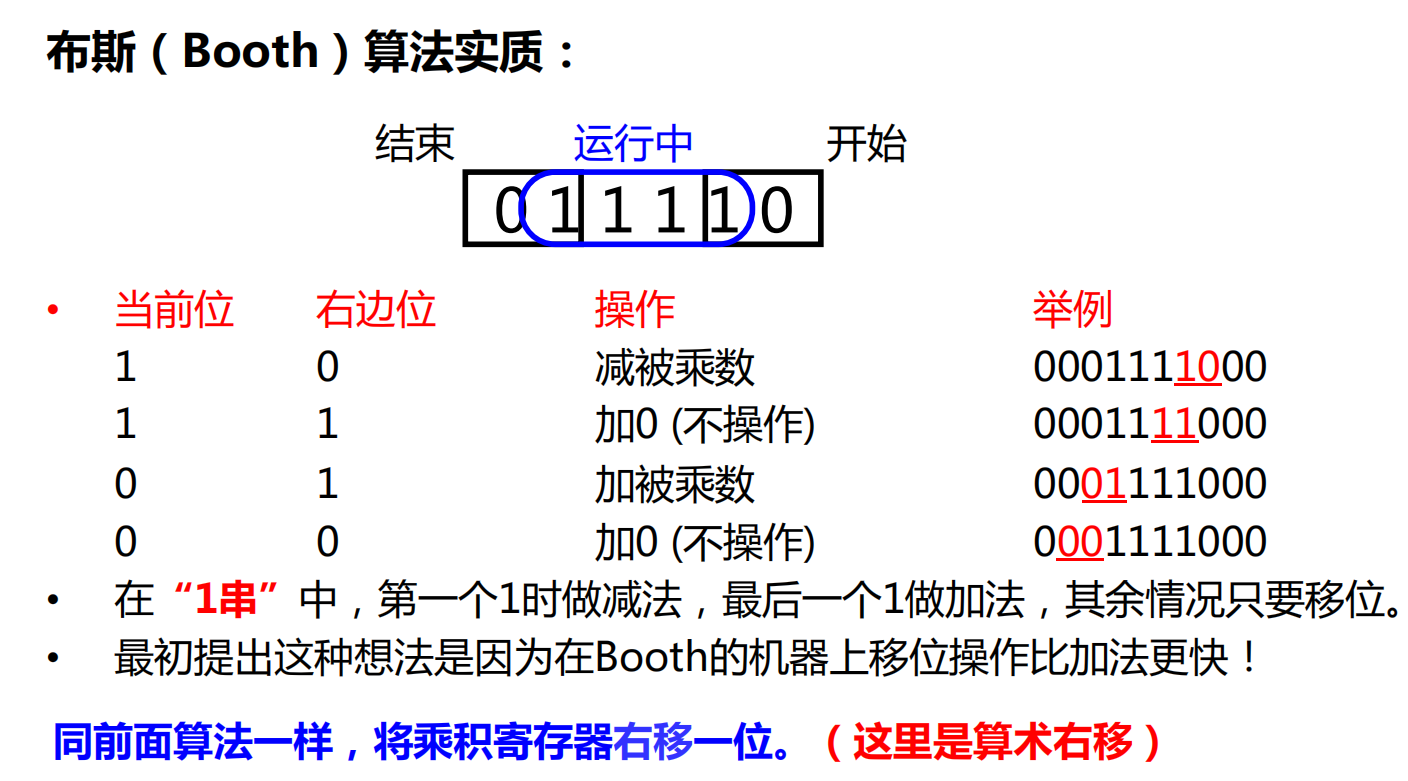 布斯（Booth）算法实质：
结束 运行中 开始
0 1 1 1 1 0
• 当前位 右边位 操作 举例
1 0 减被乘数 0001111000
1 1 加0 (不操作) 0001111000
0 1 加被乘数 0001111000
0 0 加0 (不操作) 0001111000
• 在“1串”中，第一个1时做减法，最后一个1做加法，其余情况只要移位。
• 最初提出这种想法是因为在Booth的机器上移位操作比加法更快！
同前面算法一样，将乘积寄存器右移一位。（这里是算术右移）